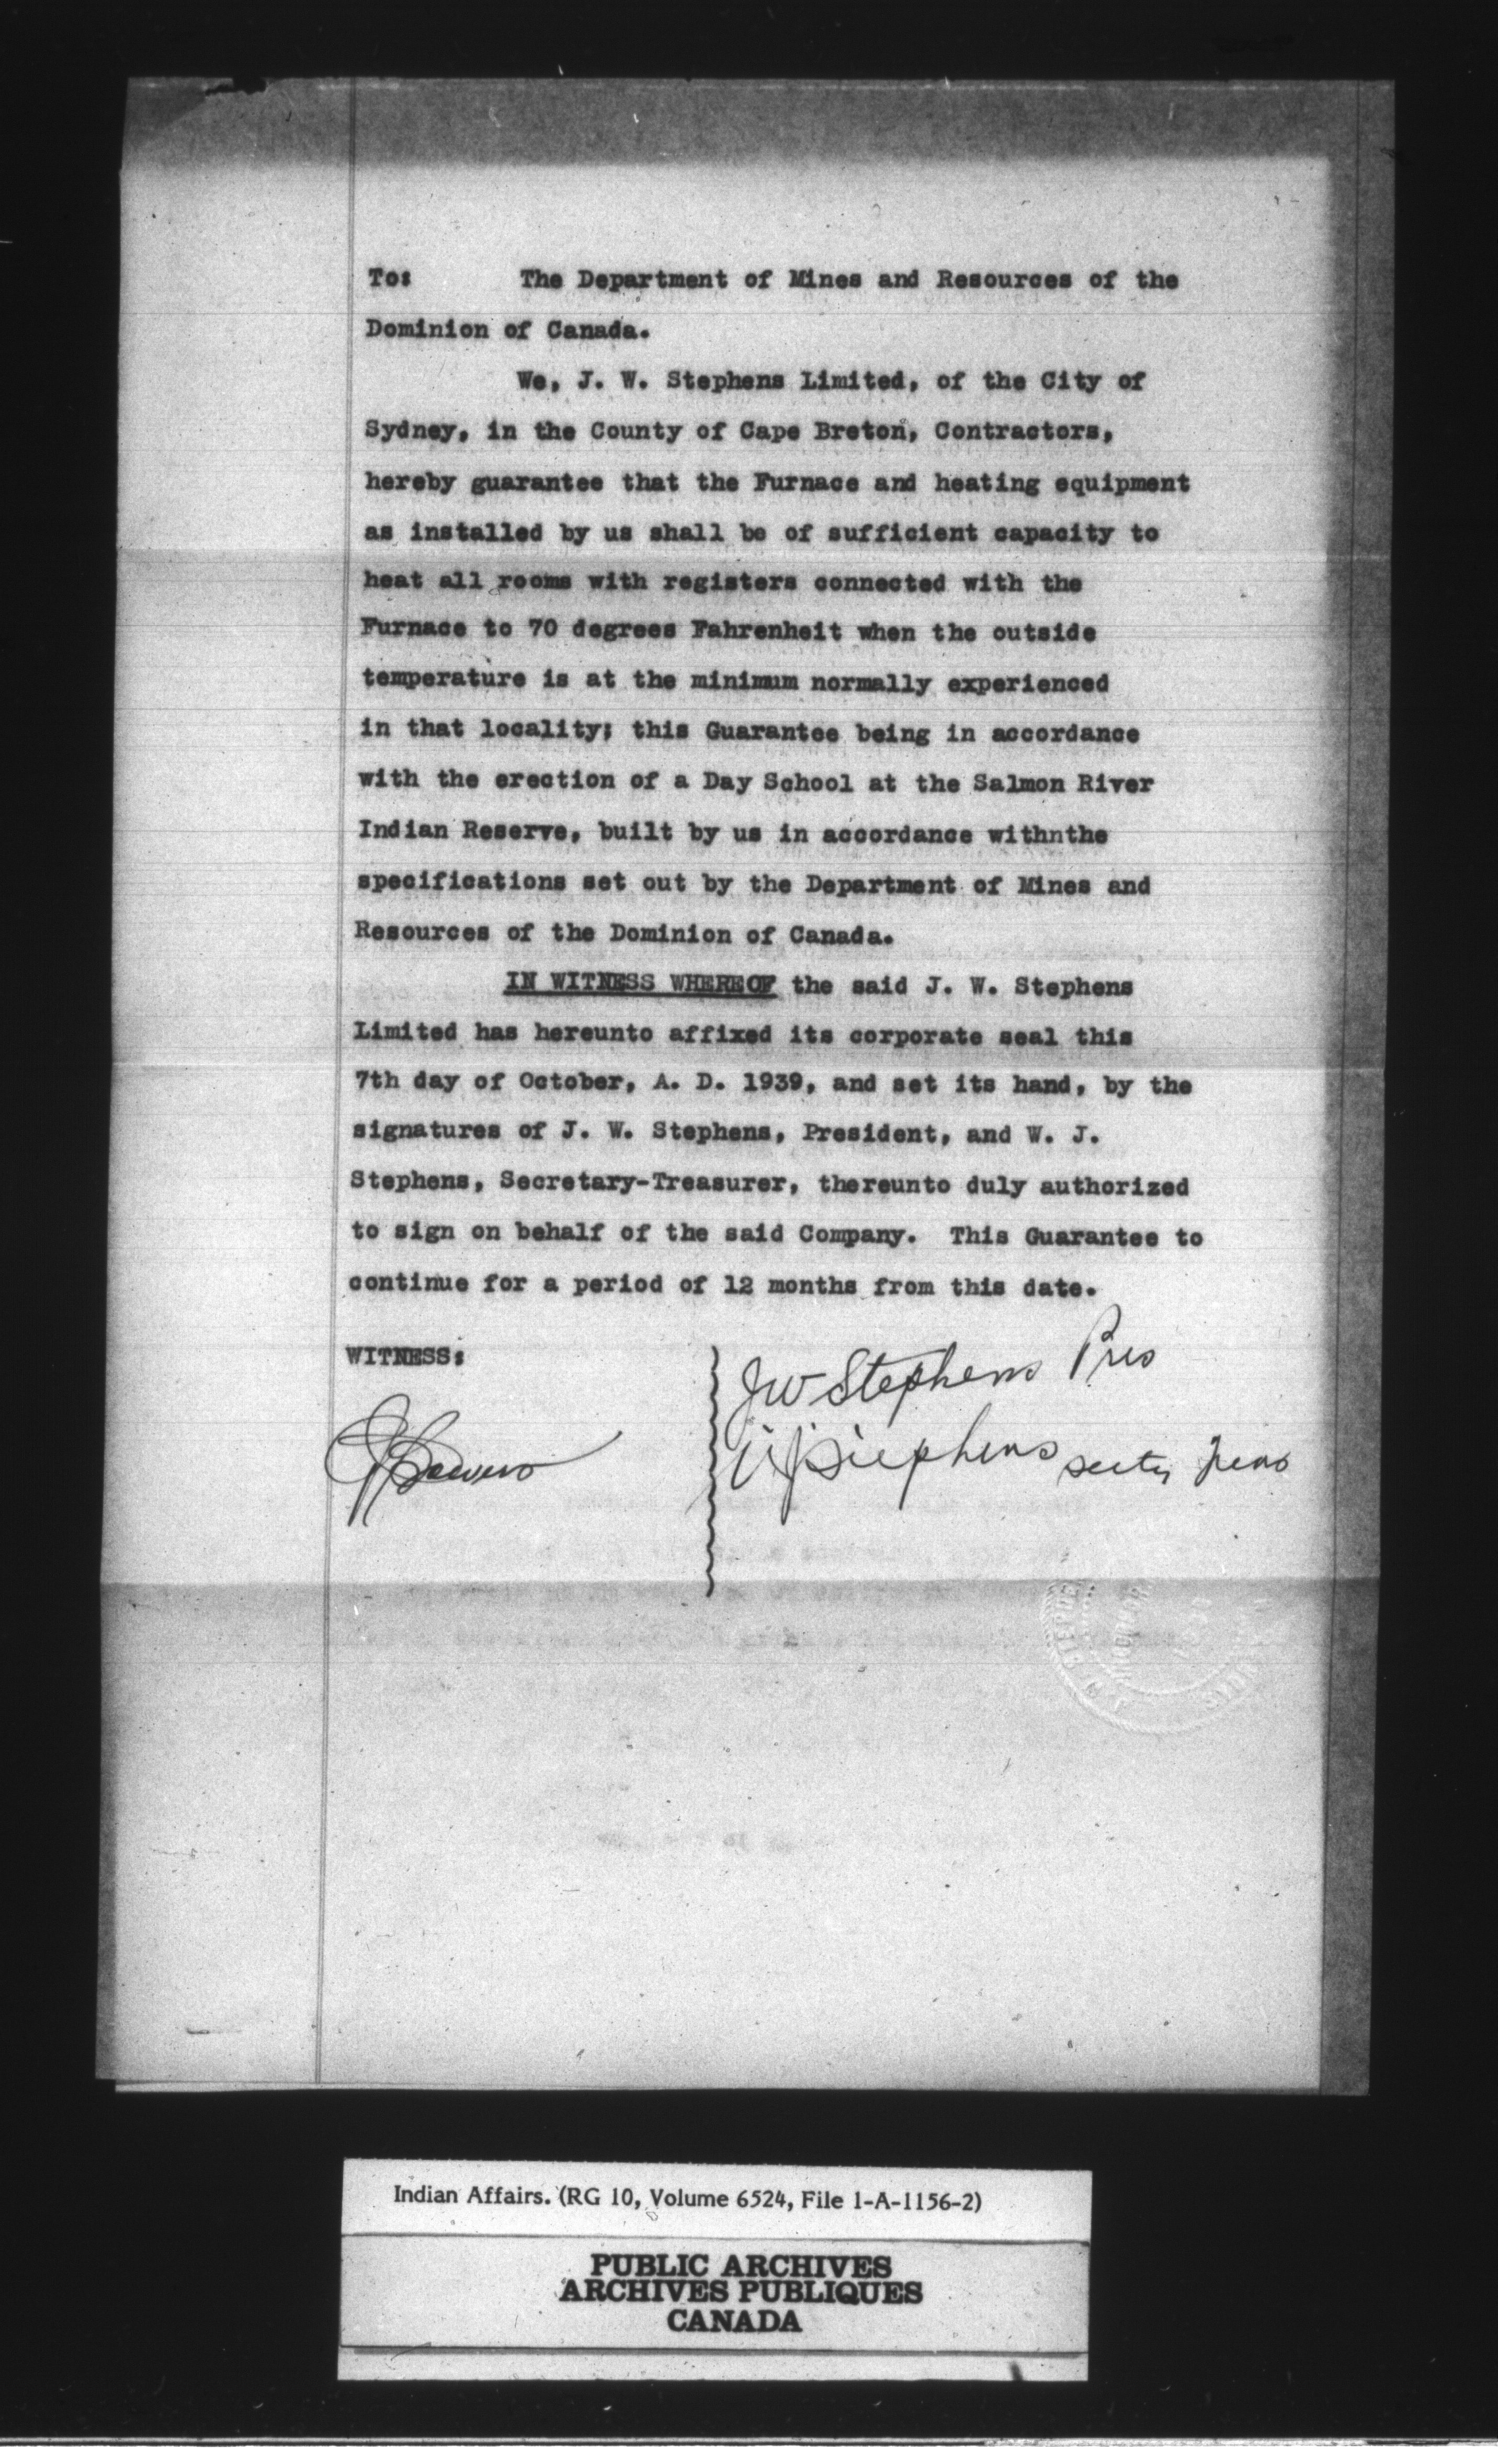 To: The Department of Mines and Resources of the
Dominion of Canada.
We, J. W. Stephens Limited, of the City of
Sydney, in the County of Cape Breton, Contractors,
hereby guarantee that the Furnace and heating equipment
as installed by us shall be of sufficient capacity to
heat all rooms with registers connected with the
Furnace to 70 degrees Fahrenheit when the outside
temperature is at the minimum normally experienced
in that locality; this Guarantee being in accordance
with the erection of a Day School at the Salmon River
Indian Reserve, built by us in accordance withnthe
specifications set out by the Department of Mines and
Resources of the Dominion of Canada.
IN WITNESS WHEREOF the said J. W. Stephens
Limited has hereunto affixed its corporate seal this
7th day of October, A. D. 1939, and set its hand, by the
signatures of J. W. Stephens, President, and W. J.
Stephens, Secretary-Treasurer, thereunto duly authorized
to sign on behalf of the said Company. This Guarantee to
continue for a period of 12 months from this date.
WITNESS:
JW Stephens Pres
WJ Stephens secty Treas
Indian Affairs. (RG 10, Volume 6524, File 1-A-1156-2)
PUBLIC ARCHIVES
ARCHIVES PUBLIQUES
CANADA